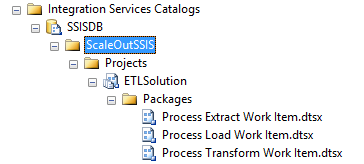 Integration Services Catalogs
SSISDB
ScaleOutSSIS
Projects
ETLSolution
Packages
Process Extract Work Item.dtsx
Process Load Work Item.dtsx
Process Transform Work Item.dtsx